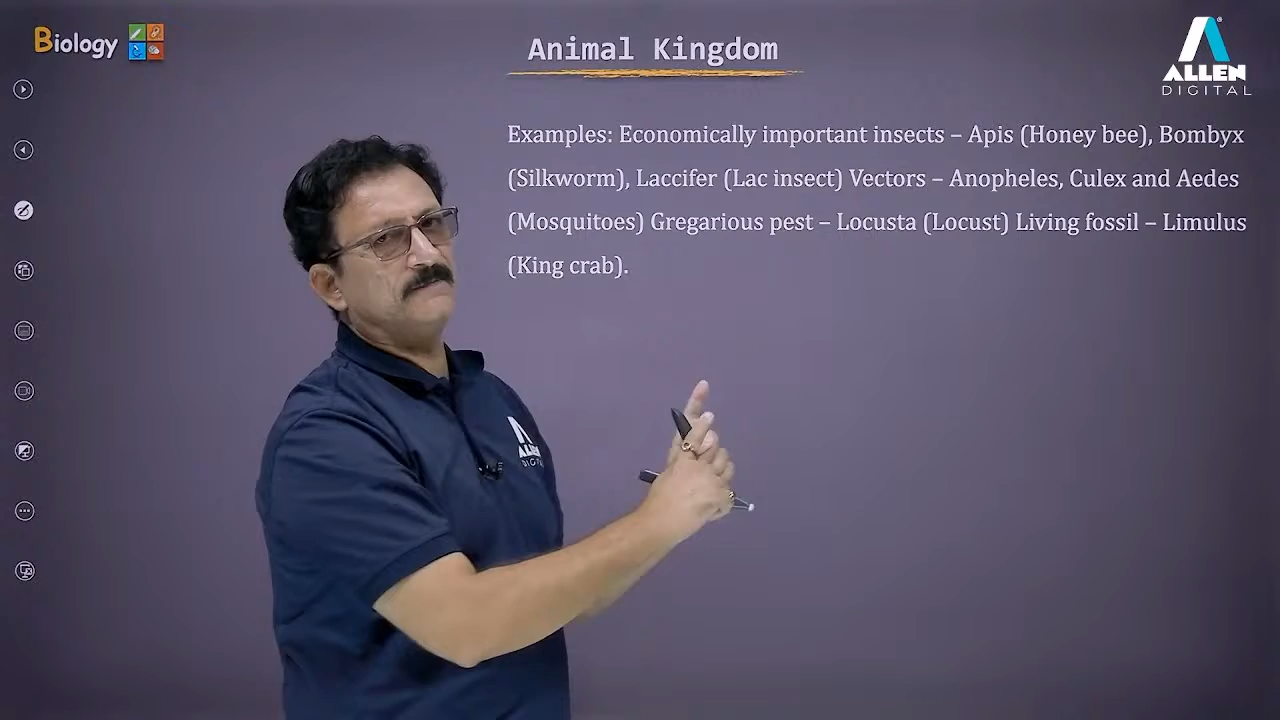 Biology
Animal Kingdom
ALLEN
DIGITAL
Examples: Economically important insects – Apis (Honey bee), Bombyx
(Silkworm), Laccifer (Lac insect) Vectors – Anopheles, Culex and Aedes
(Mosquitoes) Gregarious pest – Locusta (Locust) Living fossil – Limulus
(King crab).
ALLEN